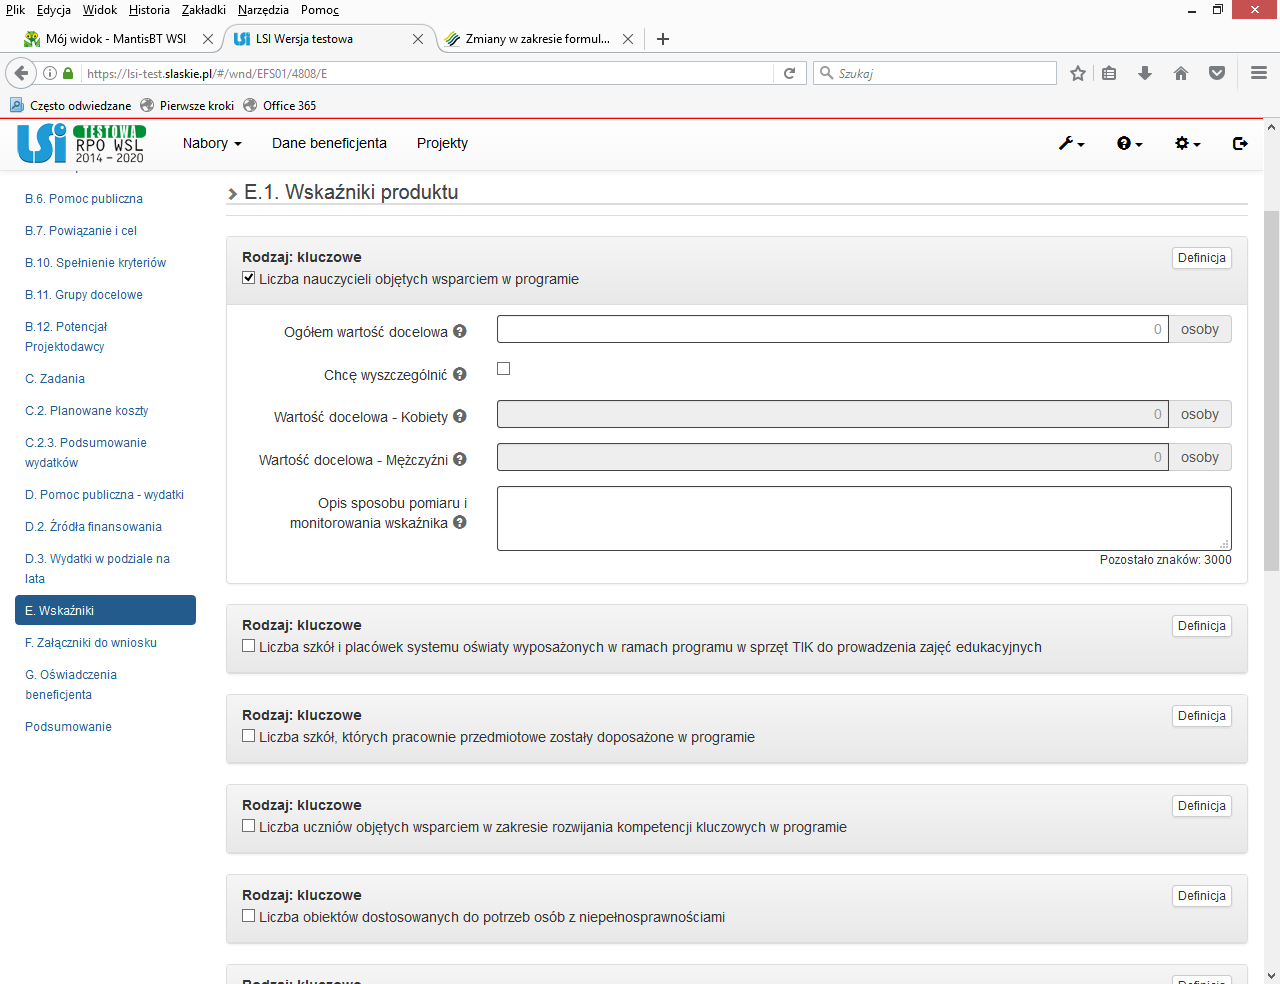 Plik Edycja Widok Historia Zakładki Narzędzia Pomoc
Mój widok - MantisBT WSI
LSI Wersja testowa
Zmiany w zakresie formul...
https://lsi-test.slaskie.pl/#/wnd/EFS01/4808/E
Szukaj
Często odwiedzane
Pierwsze kroki
Office 365
LSI TESTOWA
RPO WSL
2014 – 2020
Nabory
Dane beneficjenta
Projekty
B.6. Pomoc publiczna
B.7. Powiązanie i cel
B.10. Spełnienie kryteriów
B.11. Grupy docelowe
B.12. Potencjał
Projektodawcy
C. Zadania
C.2. Planowane koszty
C.2.3. Podsumowanie
wydatków
D. Pomoc publiczna - wydatki
D.2. Źródła finansowania
D.3. Wydatki w podziale na
lata
E. Wskaźniki
F. Załączniki do wniosku
G. Oświadczenia
beneficjenta
Podsumowanie
E.1. Wskaźniki produktu
Rodzaj: kluczowe
Definicja
Liczba nauczycieli objętych wsparciem w programie
Ogółem wartość docelowa
0 osoby
Chcę wyszczególnić
Wartość docelowa - Kobiety
0 osoby
Wartość docelowa - Mężczyźni
0 osoby
Opis sposobu pomiaru i
monitorowania wskaźnika
Pozostało znaków: 3000
Rodzaj: kluczowe
Definicja
Liczba szkół i placówek systemu oświaty wyposażonych w ramach programu w sprzęt TIK do prowadzenia zajęć edukacyjnych
Rodzaj: kluczowe
Definicja
Liczba szkół, których pracownie przedmiotowe zostały doposażone w programie
Rodzaj: kluczowe
Definicja
Liczba uczniów objętych wsparciem w zakresie rozwijania kompetencji kluczowych w programie
Rodzaj: kluczowe
Definicja
Liczba obiektów dostosowanych do potrzeb osób z niepełnosprawnościami
Rodzaj: kluczowe
Definicja